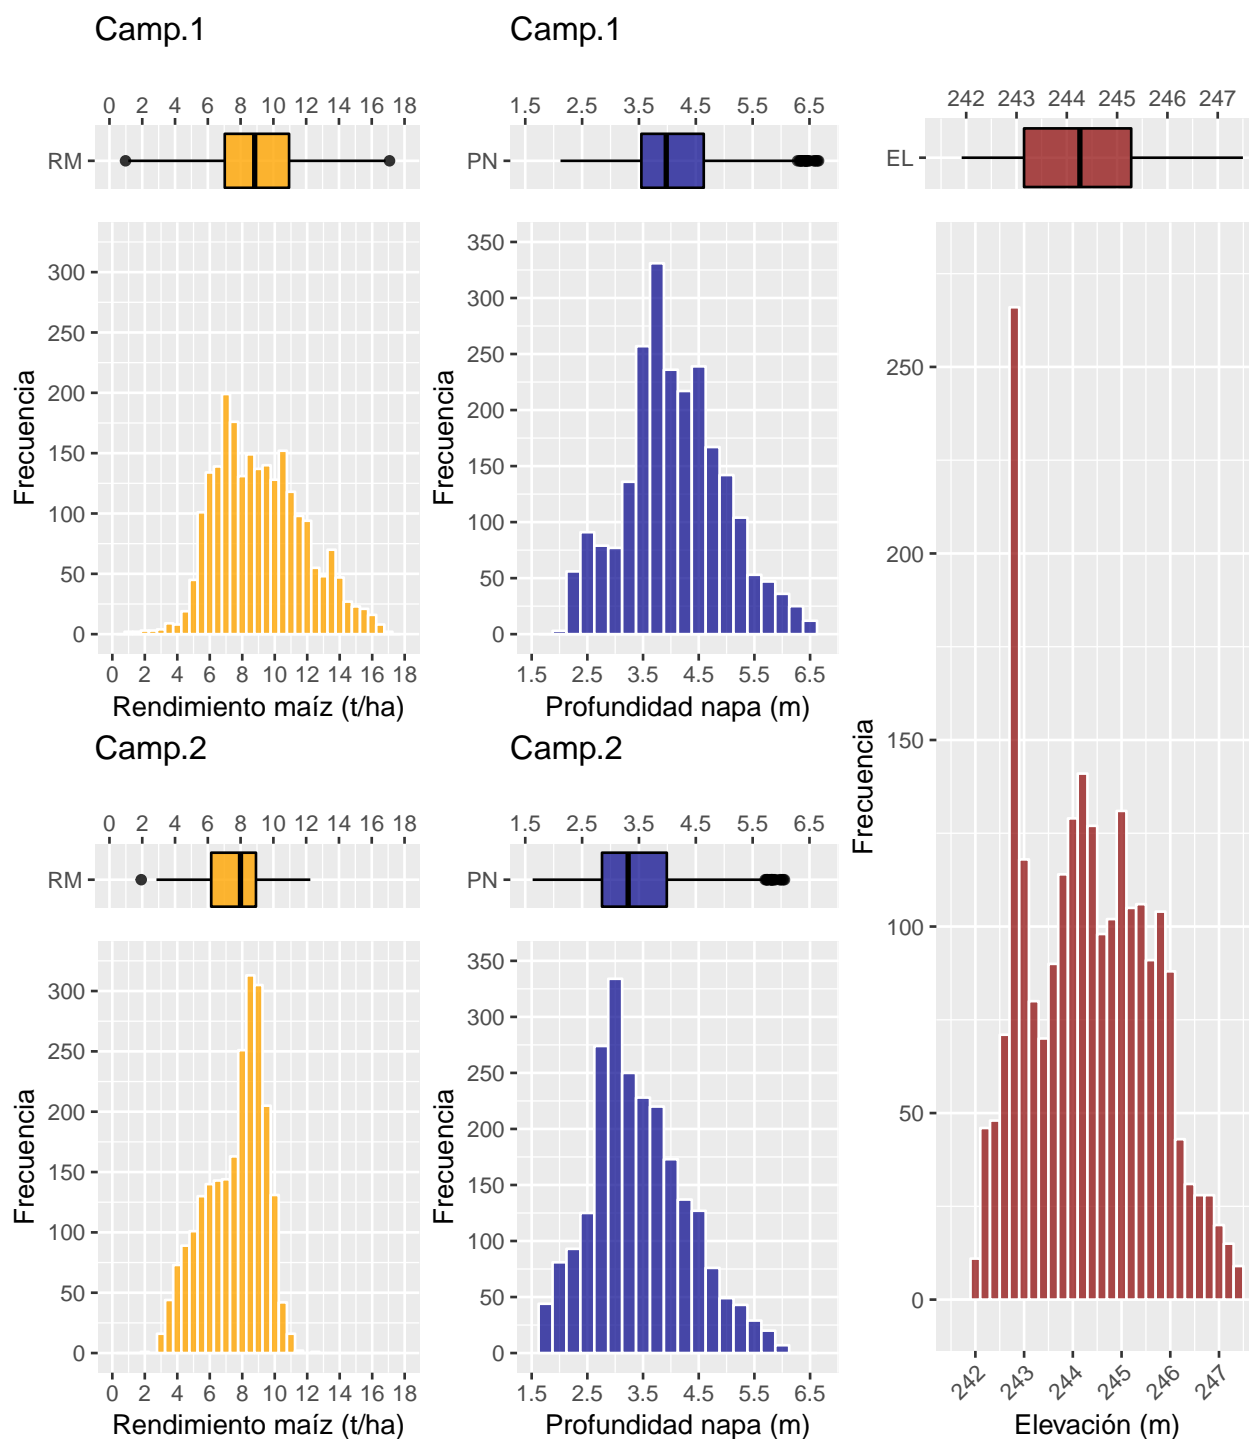 Camp.1
0 2 4 6 8 10 12 14 16 18
RM
300
250
200
150
100
50
0
Frecuencia
0 2 4 6 8 10 12 14 16 18
Rendimiento maíz (t/ha)
Camp.1
1.5 2.5 3.5 4.5 5.5 6.5
PN
350
300
250
200
150
100
50
0
Frecuencia
1.5 2.5 3.5 4.5 5.5 6.5
Profundidad napa (m)
242 243 244 245 246 247
EL
250
200
150
100
50
0
Frecuencia
242 243 244 245 246 247
Elevación (m)
Camp.2
0 2 4 6 8 10 12 14 16 18
RM
300
250
200
150
100
50
0
Frecuencia
0 2 4 6 8 10 12 14 16 18
Rendimiento maíz (t/ha)
Camp.2
1.5 2.5 3.5 4.5 5.5 6.5
PN
350
300
250
200
150
100
50
0
Frecuencia
1.5 2.5 3.5 4.5 5.5 6.5
Profundidad napa (m)